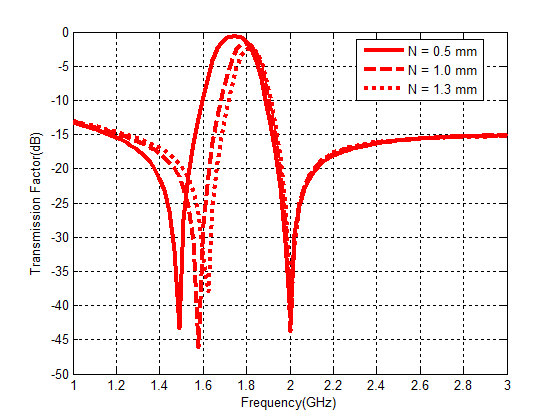 0
-5
-10
-15
-20
-25
-30
-35
-40
-45
-50
Transmission Factor(dB)
N = 0.5 mm
N = 1.0 mm
N = 1.3 mm
1 1.2 1.4 1.6 1.8 2 2.2 2.4 2.6 2.8 3
Frequency(GHz)